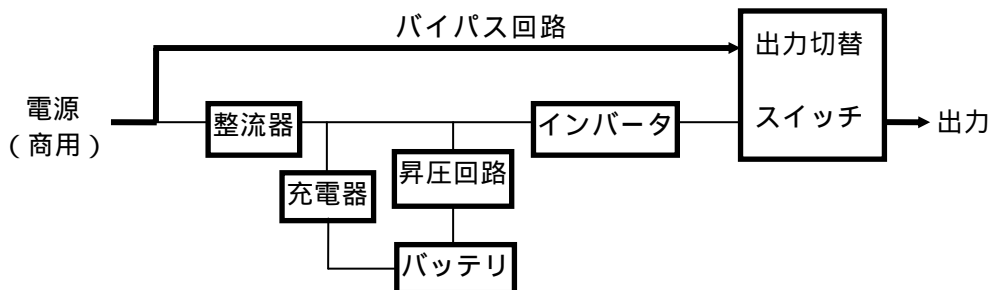 バイパス回路
出力切替
スイッチ
電源
（商用）
整流器
インバータ
出力
充電器
昇圧回路
バッテリ